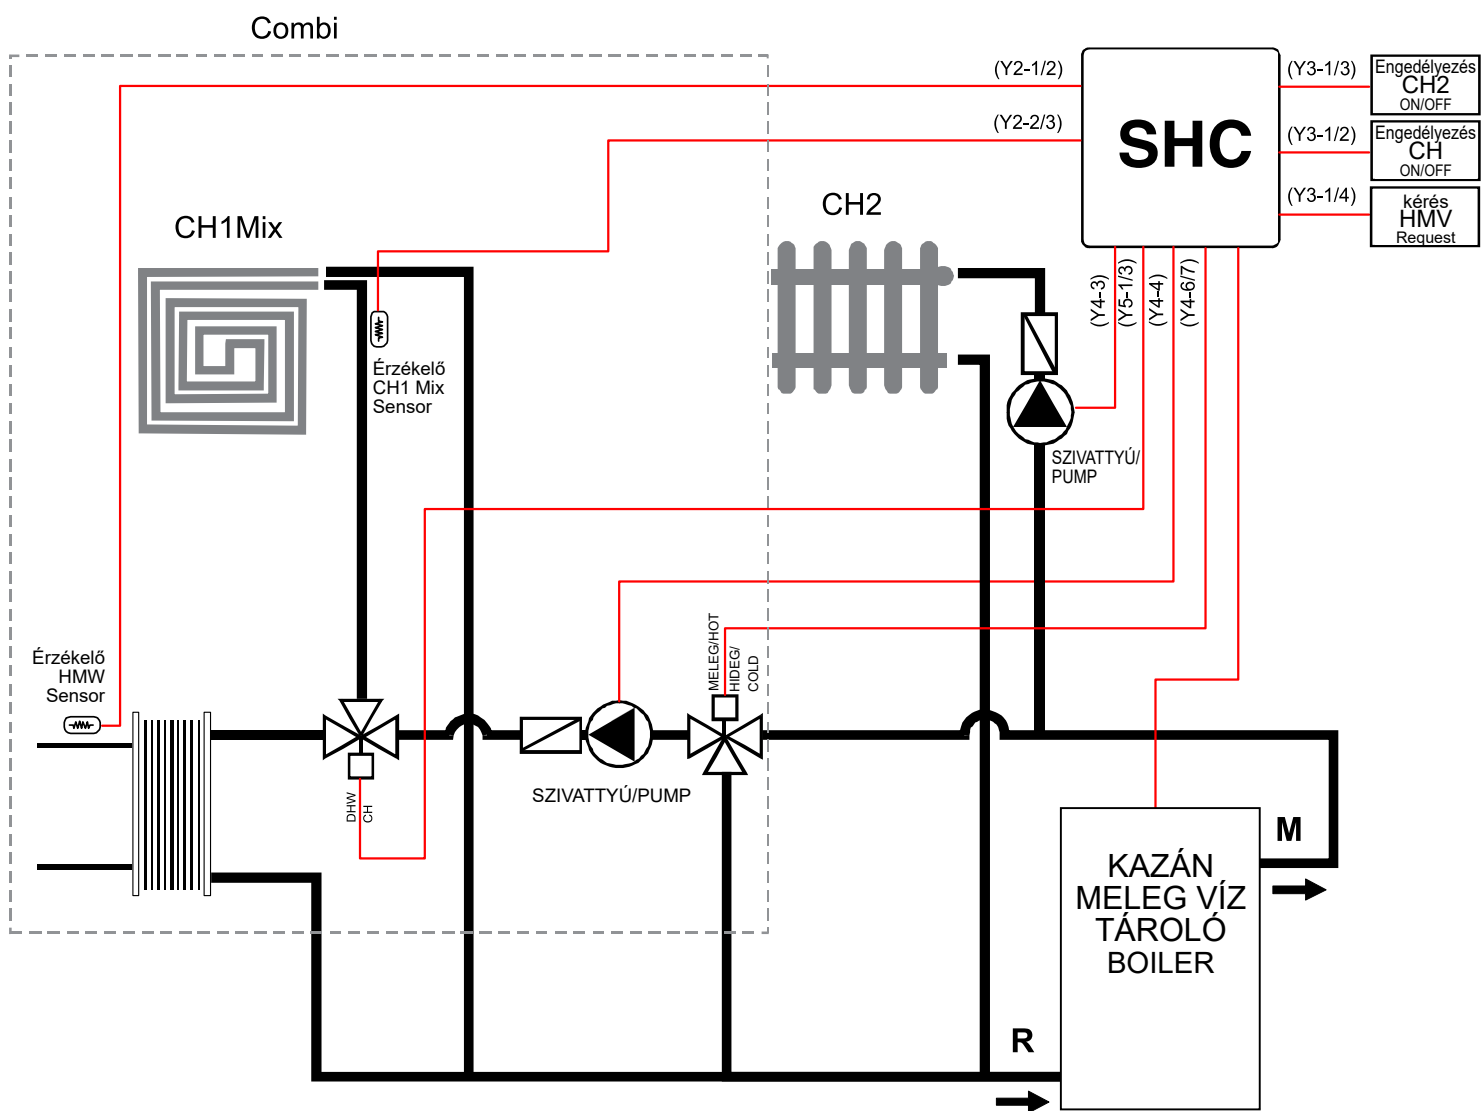 Combi
(Y2-1/2)
(Y2-2/3)
SHC
(Y3-1/3)
(Y3-1/2)
(Y3-1/4)
Engedélyezés
CH2
ON/OFF
Engedélyezés
CH
ON/OFF
kérés
HMV
Request
CH1Mix
CH2
(Y4-3)
(Y5-1/3)
(Y4-4)
(Y4-6/7)
Érzékelő
CH1 Mix
Sensor
SZIVATTYÚ/
PUMP
Érzékelő
HMW
Sensor
MELEG/HOT
HIDEG/
COLD
DHW
CH
SZIVATTYÚ/PUMP
M
KAZÁN
MELEG VÍZ
TÁROLÓ
BOILER
R